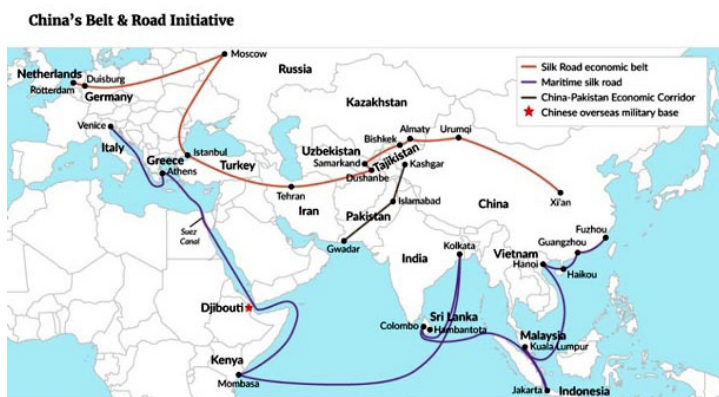 China's Belt & Road Initiative
Moscow
Netherlands
Rotterdam
Duisburg
Germany
Russia
Silk Road economic belt
Maritime silk road
China-Pakistan Economic Corridor
Chinese overseas military base
Kazakhstan
Venice
Italy
Almaty
Urumqi
Bishkek
Uzbekistan
Samarkand
Tajikistan
Dushanbe
Kashgar
Istanbul
Greece
Athens
Turkey
Tehran
Iran
Xi'an
China
Islamabad
Pakistan
Suez
Canal
Gwadar
Fuzhou
Guangzhou
Kolkata
India
Vietnam
Hanoi
Haikou
Djibouti
Colombo
Sri Lanka
Hambantota
Malaysia
Kuala Lumpur
Kenya
Mombasa
Jakarta
Indonesia